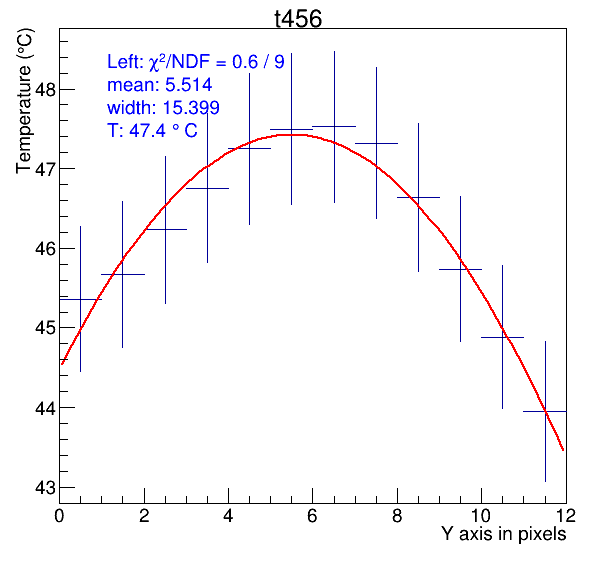 t456
Temperature (°C)
Left: χ²/NDF = 0.6 / 9
mean: 5.514
width: 15.399
T: 47.4 ° C
48
47
46
45
44
43
0 2 4 6 8 10 12
Y axis in pixels